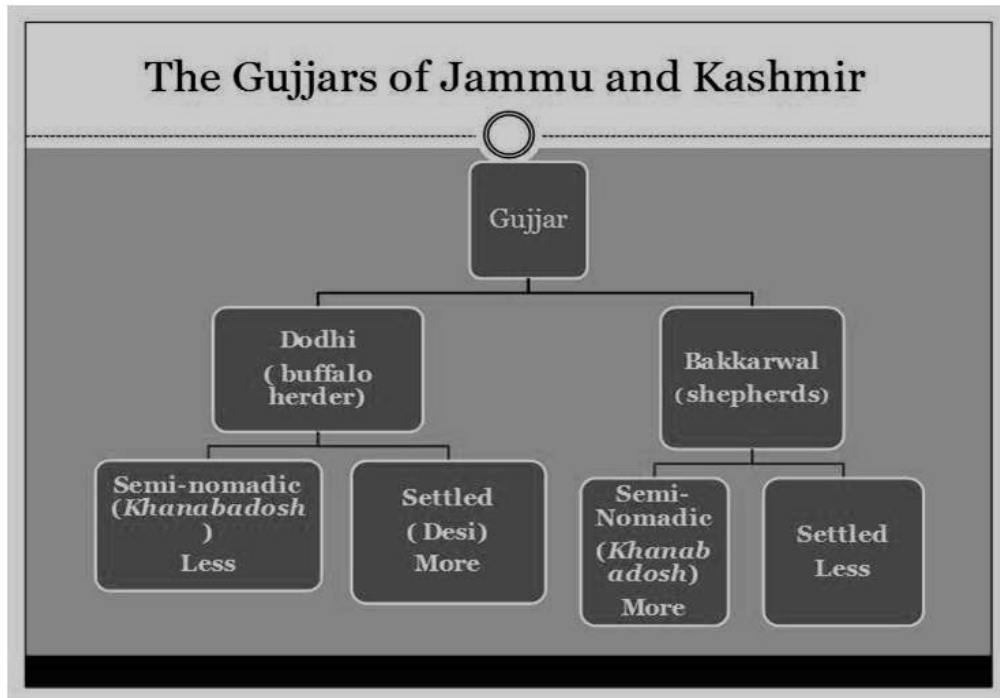 The Gujjars of Jammu and Kashmir
Gujjar
Dodhi
( buffalo
herder)
Bakkarwal
(shepherds)
Semi-nomadic
(Khanabadosh
)
Less
Settled
( Desi)
More
Semi-
Nomadic
(Khanab
adosh)
More
Settled
Less